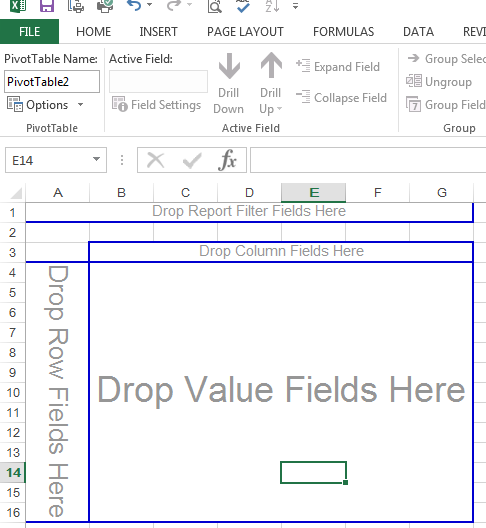 FILE HOME INSERT PAGE LAYOUT FORMULAS DATA
PivotTable Name: Active Field: Group Selec
PivotTable2 Drill Down Drill Up Expand Field Ungroup
Options Field Settings Collapse Field Group Field
PivotTable Active Field Group
E14 fx
A B C D E F G
1 Drop Report Filter Fields Here
2
3 Drop Column Fields Here
4
5
6
7
8
9
10 Drop Value Fields Here
11
12
13
14
15
16
Drop Row Fields Here